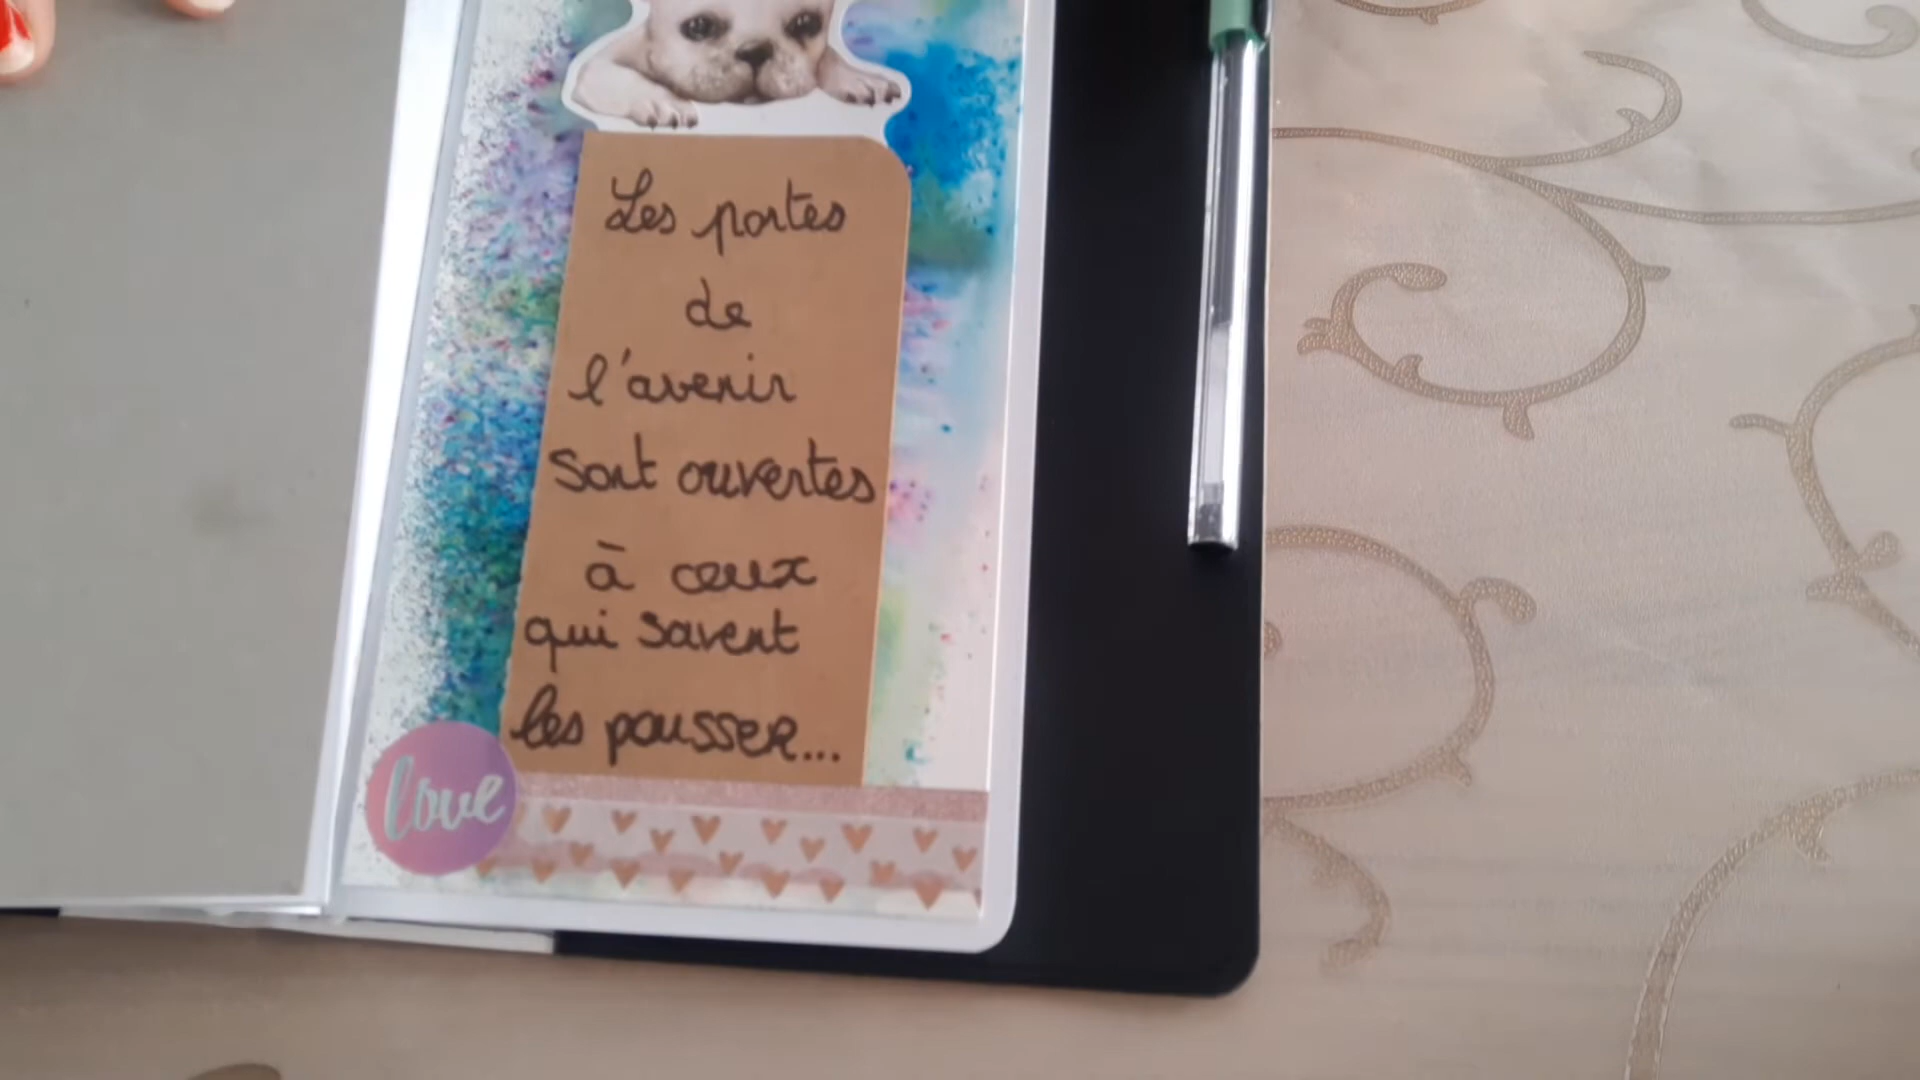 Les portes
de
l'avenir
sont ouvertes
à ceux
qui savent
les pousser...
love